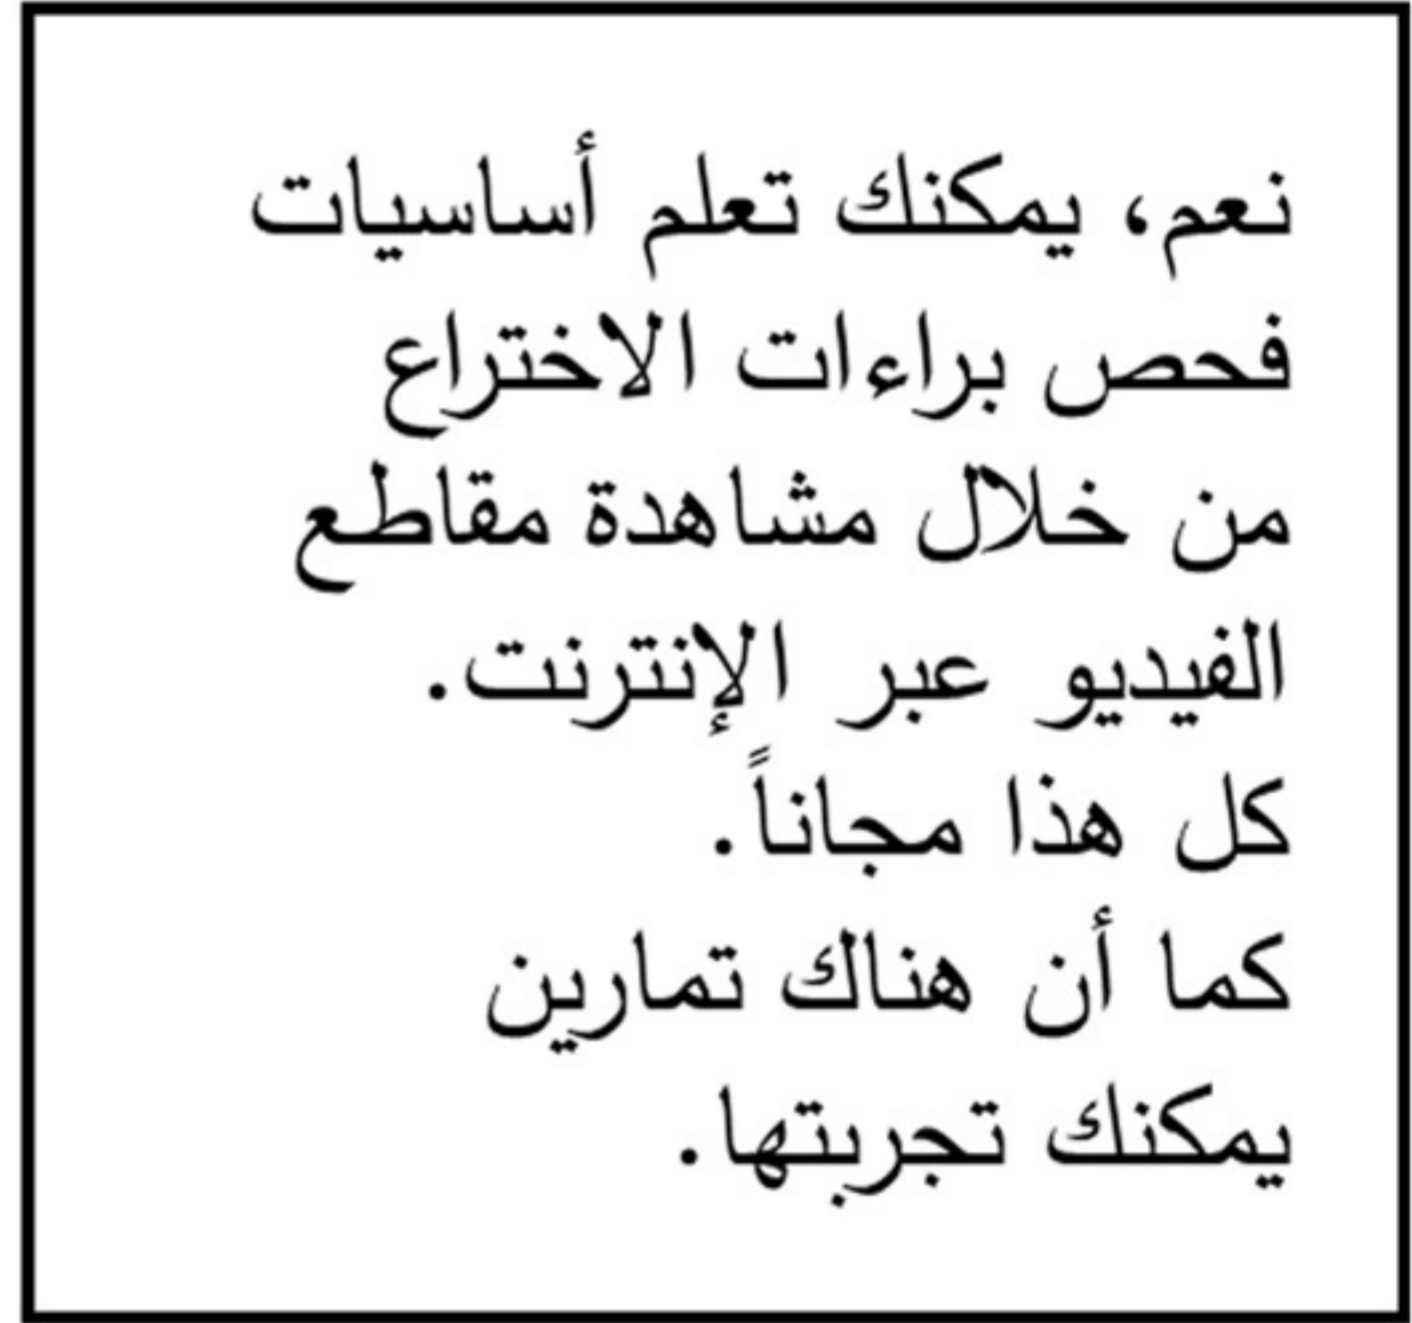 نعم، يمكنك تعلم أساسيات
فحص براءات الاختراع
من خلال مشاهدة مقاطع
الفيديو عبر الإنترنت.
كل هذا مجاناً.
كما أن هناك تمارين
يمكنك تجربتها.